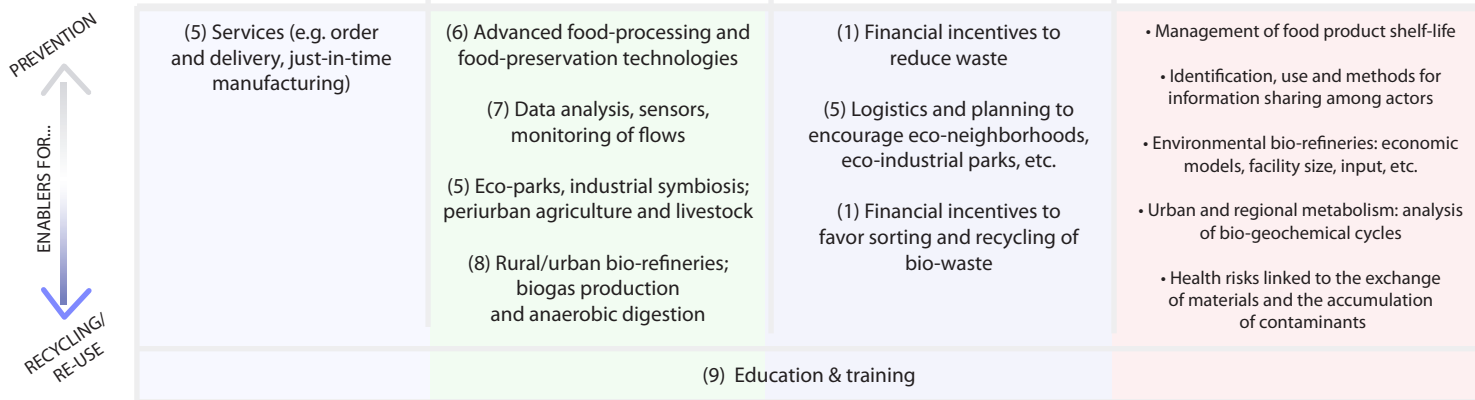 PREVENTION
ENABLERS FOR...
RECYCLING/
RE-USE
(5) Services (e.g. order
and delivery, just-in-time
manufacturing)
(6) Advanced food-processing and
food-preservation technologies
(7) Data analysis, sensors,
monitoring of flows
(5) Eco-parks, industrial symbiosis;
periurban agriculture and livestock
(8) Rural/urban bio-refineries;
biogas production
and anaerobic digestion
(1) Financial incentives to
reduce waste
(5) Logistics and planning to
encourage eco-neighborhoods,
eco-industrial parks, etc.
(1) Financial incentives to
favor sorting and recycling of
bio-waste
• Management of food product shelf-life
• Identification, use and methods for
information sharing among actors
• Environmental bio-refineries: economic
models, facility size, input, etc.
• Urban and regional metabolism: analysis
of bio-geochemical cycles
• Health risks linked to the exchange
of materials and the accumulation
of contaminants
(9) Education & training